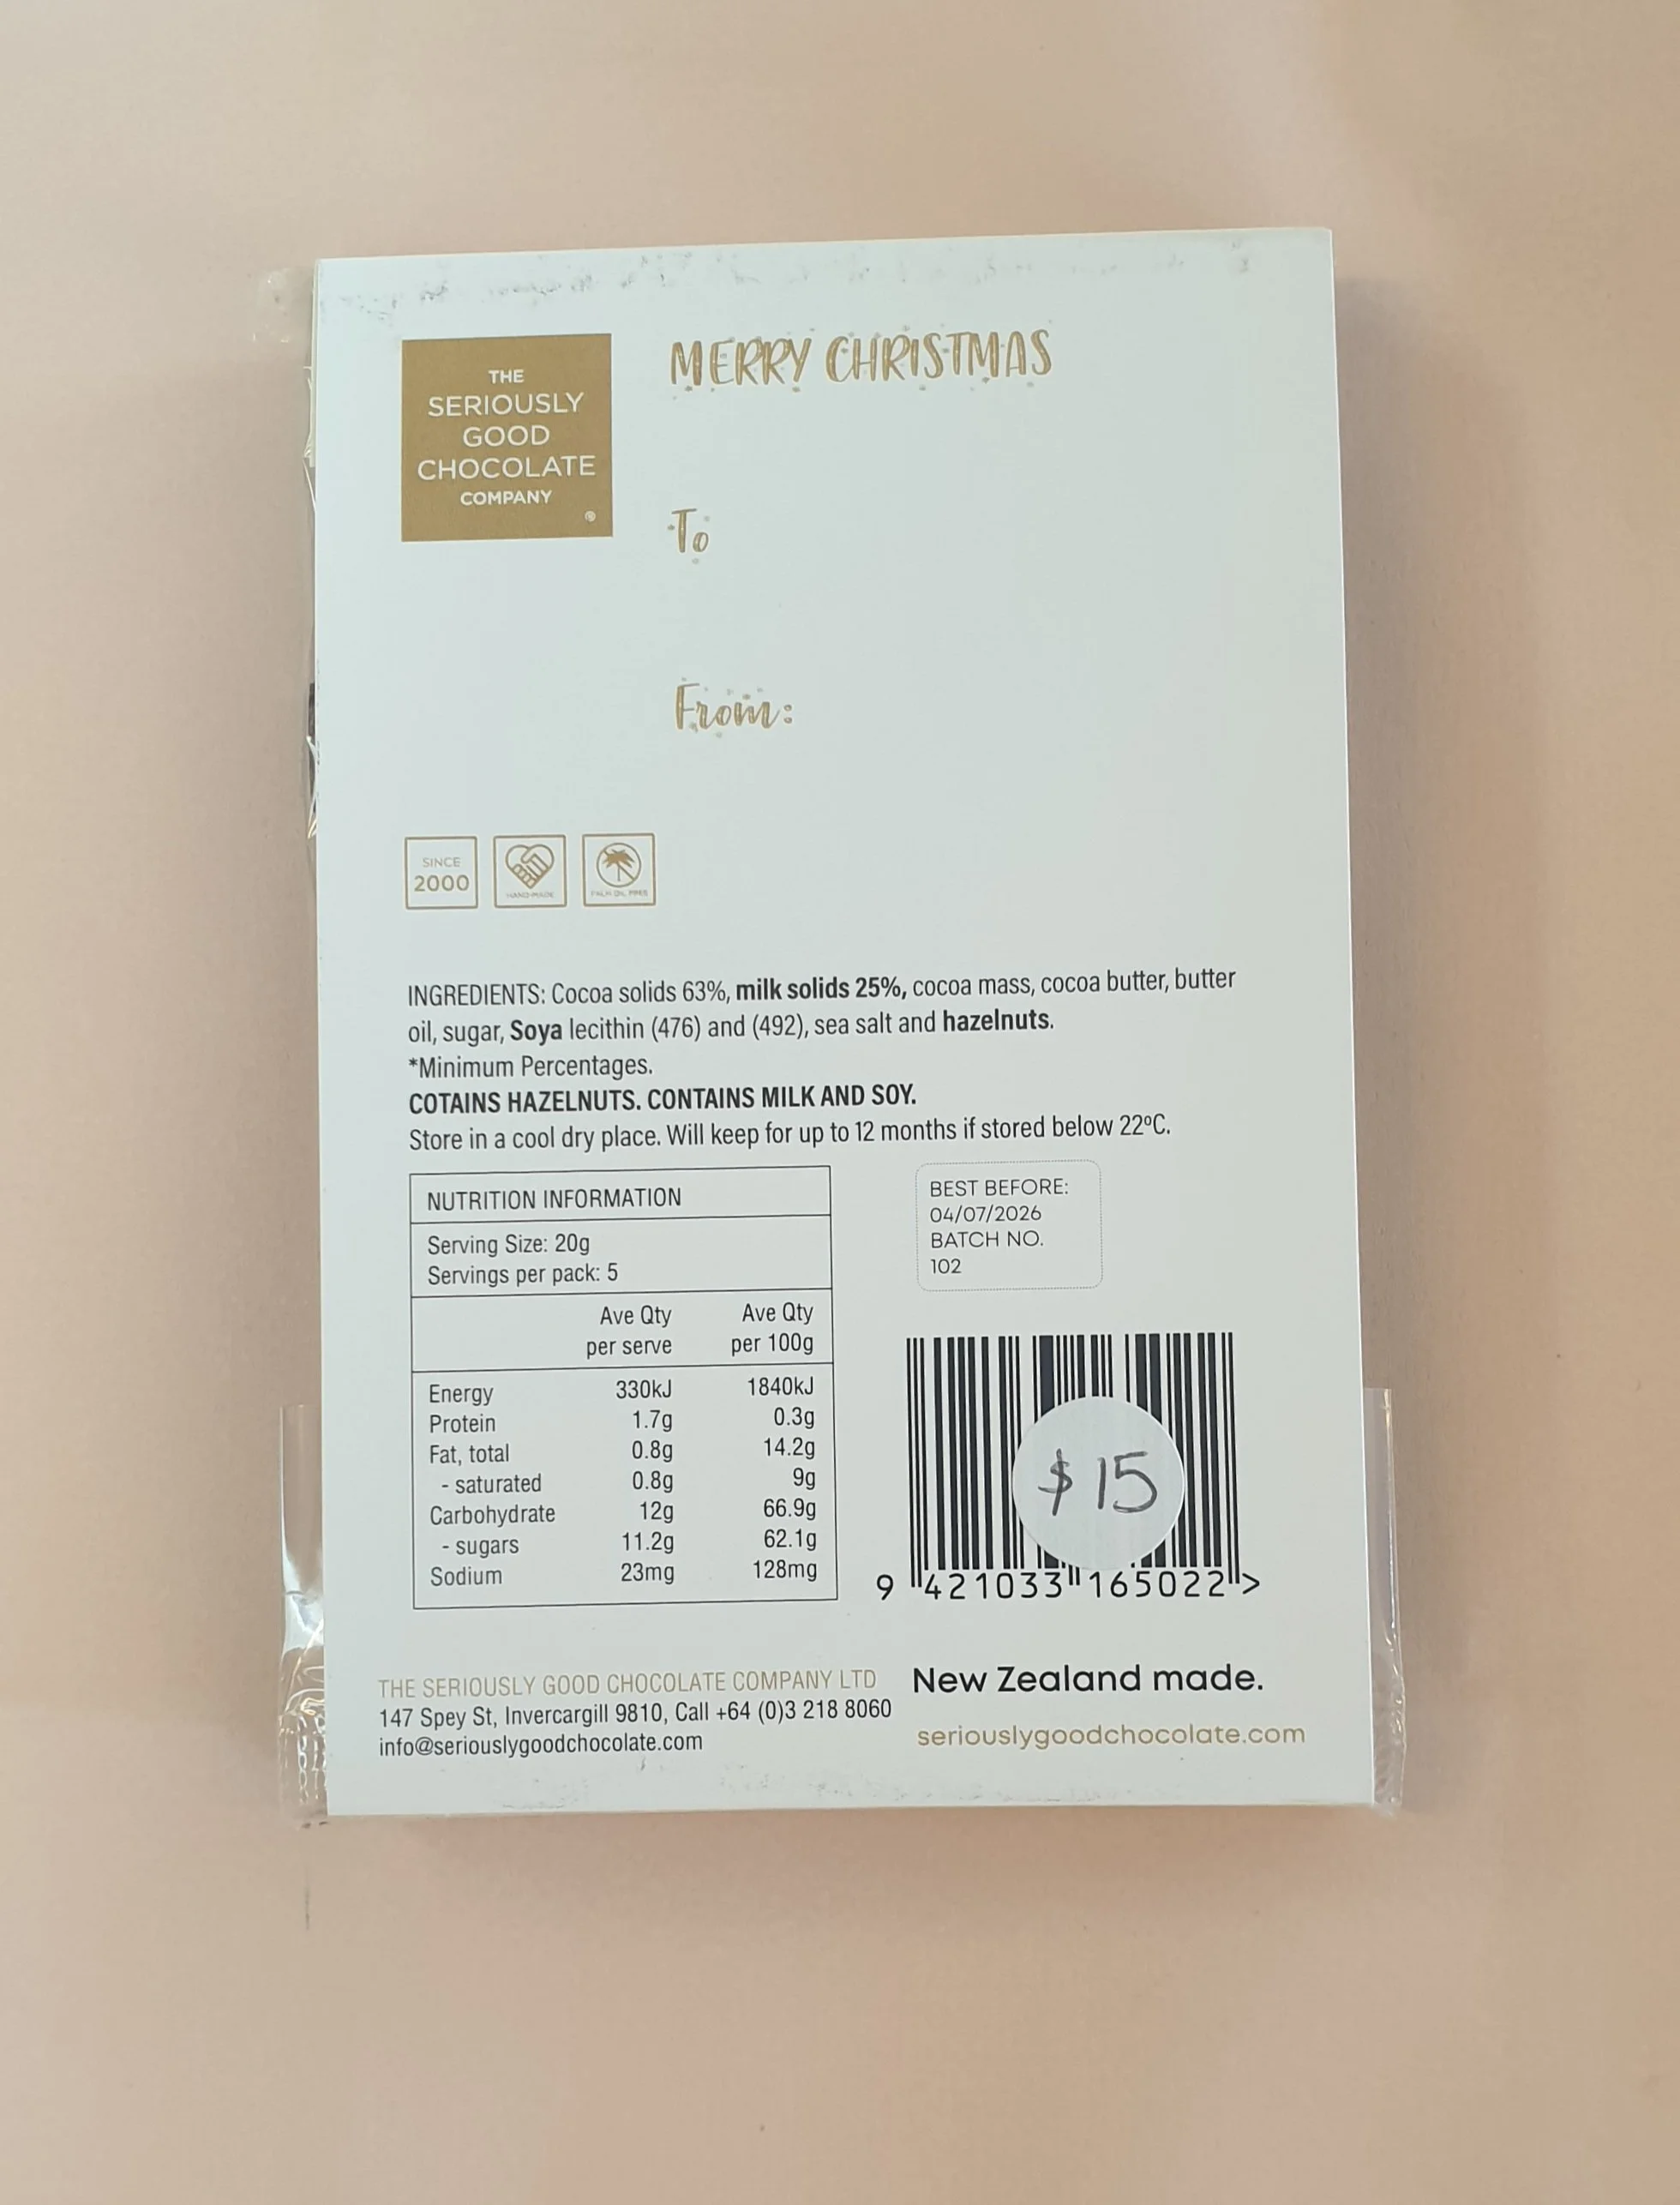 THE
SERIOUSLY
GOOD
CHOCOLATE
COMPANY
®
MERRY CHRISTMAS
To
From:
SINCE
2000
HAND-MADE
PALM OIL FREE
INGREDIENTS: Cocoa solids 63%, milk solids 25%, cocoa mass, cocoa butter, butter
oil, sugar, Soya lecithin (476) and (492), sea salt and hazelnuts.
*Minimum Percentages.
COTAINS HAZELNUTS. CONTAINS MILK AND SOY.
Store in a cool dry place. Will keep for up to 12 months if stored below 22ºC.
NUTRITION INFORMATION
Serving Size: 20g
Servings per pack: 5
Ave Qty per serve Ave Qty per 100g
Energy 330kJ 1840kJ
Protein 1.7g 0.3g
Fat, total 0.8g 14.2g
- saturated 0.8g 9g
Carbohydrate 12g 66.9g
- sugars 11.2g 62.1g
Sodium 23mg 128mg
BEST BEFORE:
04/07/2026
BATCH NO.
102
$15
9 421033 165022 >
THE SERIOUSLY GOOD CHOCOLATE COMPANY LTD
147 Spey St, Invercargill 9810, Call +64 (0)3 218 8060
info@seriouslygoodchocolate.com
New Zealand made.
seriouslygoodchocolate.com